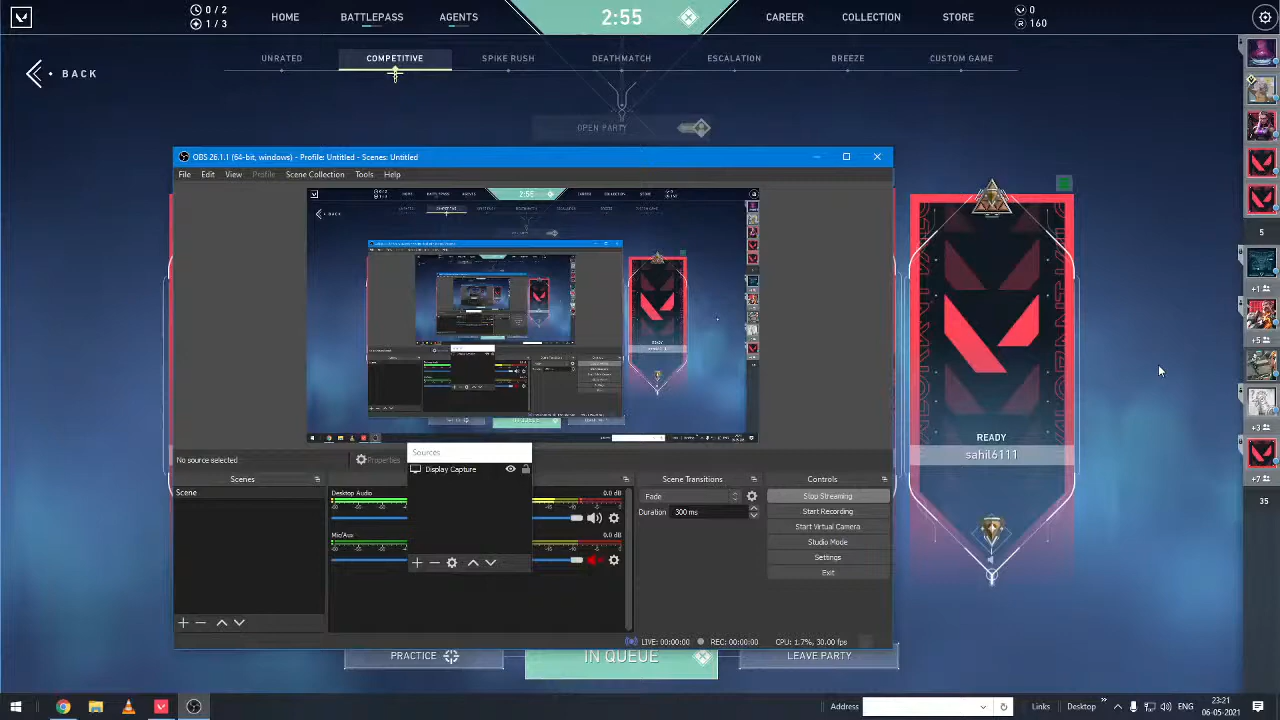 0 / 2
1 / 3
HOME
BATTLEPASS
AGENTS
2:55
CAREER
COLLECTION
STORE
0
R 160
BACK
UNRATED
COMPETITIVE
SPIKE RUSH
DEATHMATCH
ESCALATION
BREEZE
CUSTOM GAME
OPEN PARTY
OBS 26.1.1 (64-bit, windows) - Profile: Untitled - Scenes: Untitled
File Edit View Profile Scene Collection Tools Help
No source selected
Properties
Sources
Display Capture
Scenes
Scene
Desktop Audio
0.0 dB
Mic/Aux
0.0 dB
Scene Transitions
Fade
Duration
300 ms
Controls
Stop Streaming
Start Recording
Start Virtual Camera
Studio Mode
Settings
Exit
LIVE: 00:00:00
REC: 00:00:00
CPU: 1.7%, 30.00 fps
READY
sahil6111
5
+1
+5
+3
+7
35
PRACTICE
IN QUEUE
LEAVE PARTY
Address
Links
Desktop
ENG
23:21
06-05-2021